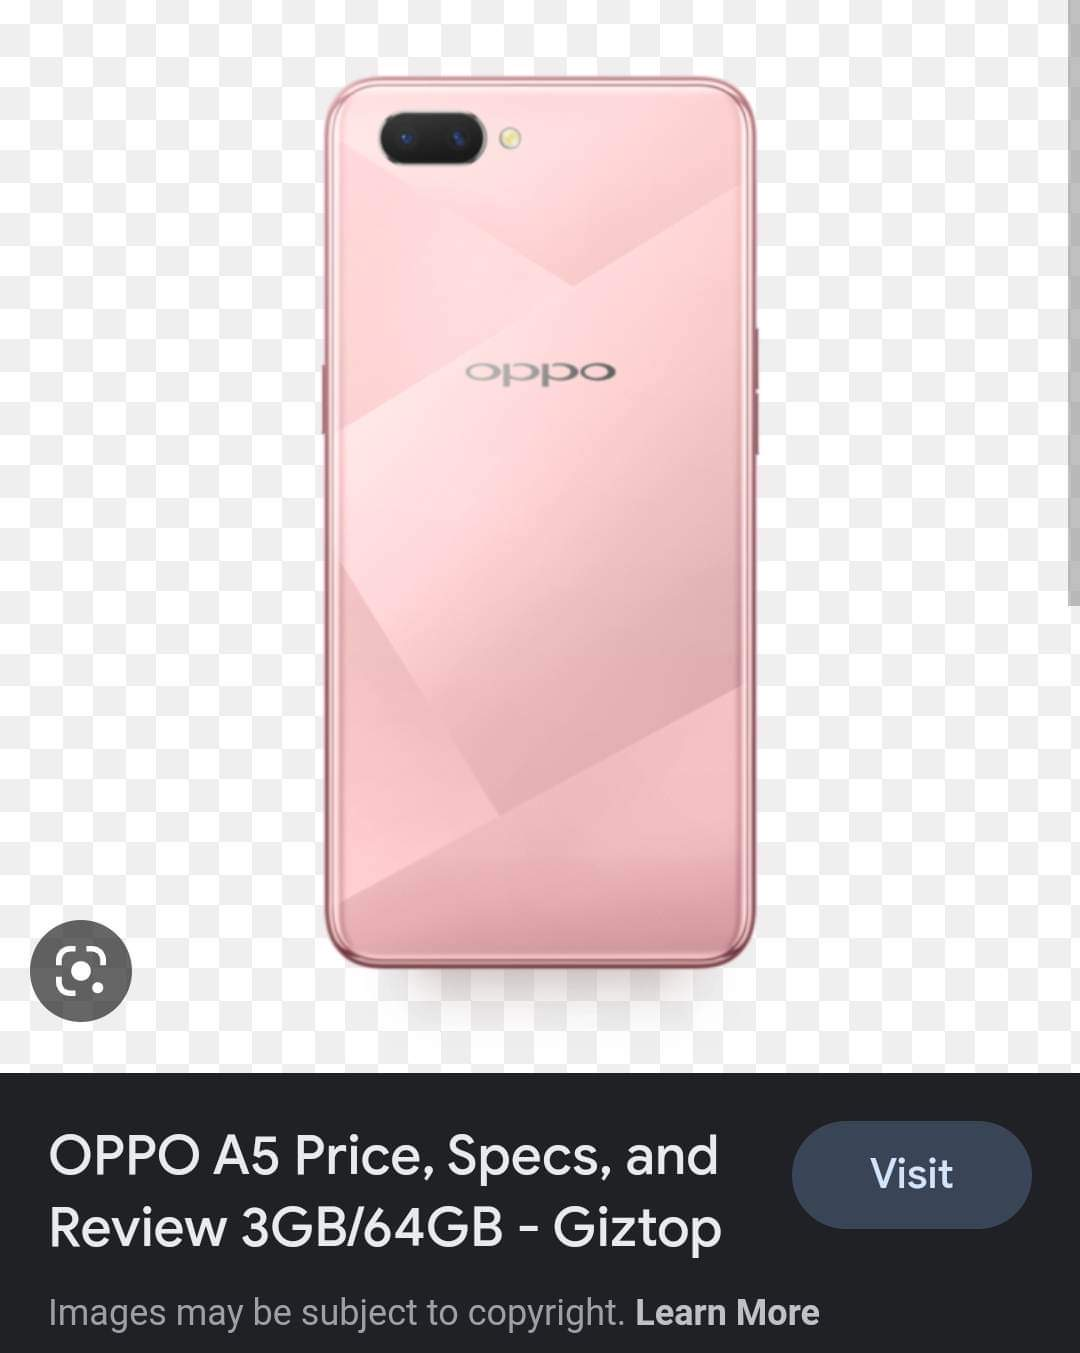 oppo
OPPO A5 Price, Specs, and
Review 3GB/64GB - Giztop
Visit
Images may be subject to copyright. Learn More